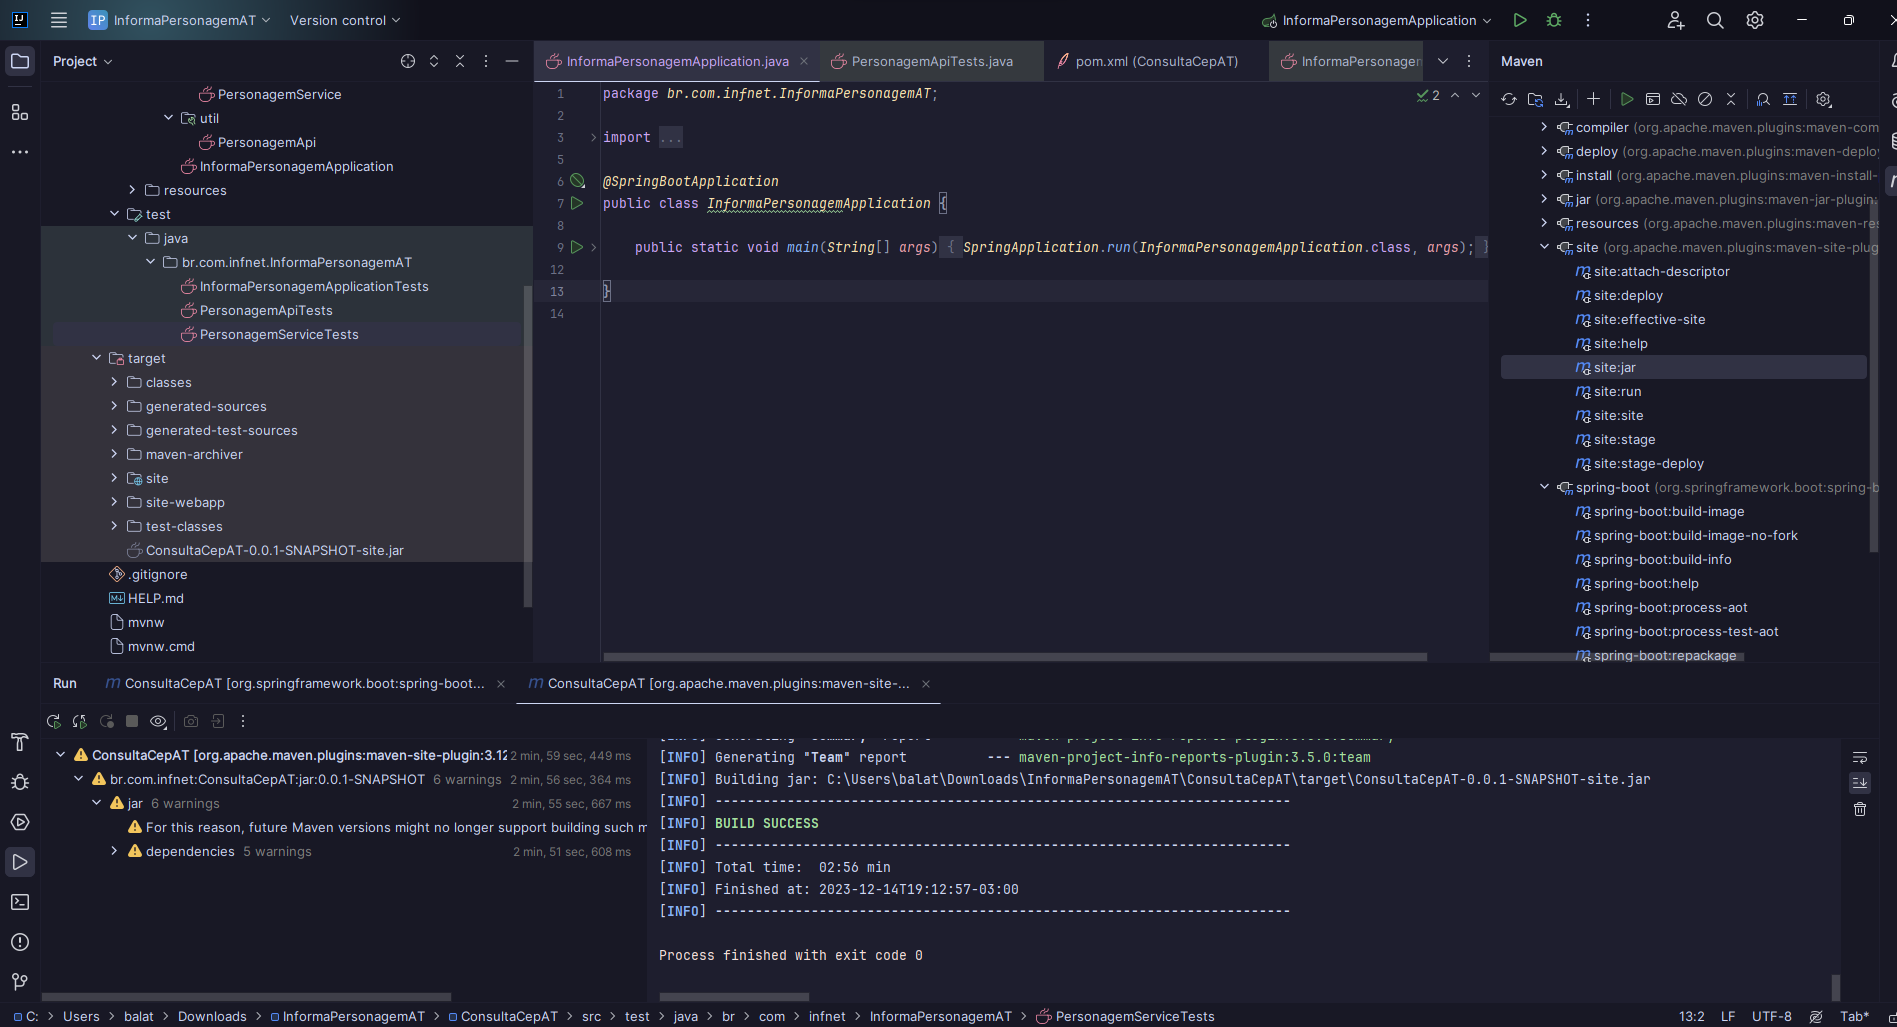 IP InformaPersonagemAT Version control InformaPersonagemApplication
Project
PersonagemService
util
PersonagemApi
InformaPersonagemApplication
resources
test
java
br.com.infnet.InformaPersonagemAT
InformaPersonagemApplicationTests
PersonagemApiTests
PersonagemServiceTests
target
classes
generated-sources
generated-test-sources
maven-archiver
site
site-webapp
test-classes
ConsultaCepAT-0.0.1-SNAPSHOT-site.jar
.gitignore
HELP.md
mvnw
mvnw.cmd
InformaPersonagemApplication.java PersonagemApiTests.java pom.xml (ConsultaCepAT) InformaPersonager
1 package br.com.infnet.InformaPersonagemAT; 2
2
3 import ...
5
6 @SpringBootApplication
7 public class InformaPersonagemApplication {
8
9 public static void main(String[] args) { SpringApplication.run(InformaPersonagemApplication.class, args); }
12
13 }
14
Maven
compiler (org.apache.maven.plugins:maven-com
deploy (org.apache.maven.plugins:maven-deploy
install (org.apache.maven.plugins:maven-install-
jar (org.apache.maven.plugins:maven-jar-plugin:
resources (org.apache.maven.plugins:maven-res
site (org.apache.maven.plugins:maven-site-plug
site:attach-descriptor
site:deploy
site:effective-site
site:help
site:jar
site:run
site:site
site:stage
site:stage-deploy
spring-boot (org.springframework.boot:spring-b
spring-boot:build-image
spring-boot:build-image-no-fork
spring-boot:build-info
spring-boot:help
spring-boot:process-aot
spring-boot:process-test-aot
spring-boot:repackage
Run ConsultaCepAT [org.springframework.boot:spring-boot... ConsultaCepAT [org.apache.maven.plugins:maven-site-...
ConsultaCepAT [org.apache.maven.plugins:maven-site-plugin:3.12 2 min, 59 sec, 449 ms
br.com.infnet:ConsultaCepAT:jar:0.0.1-SNAPSHOT 6 warnings 2 min, 56 sec, 364 ms
jar 6 warnings 2 min, 55 sec, 667 ms
For this reason, future Maven versions might no longer support building such m
dependencies 5 warnings 2 min, 51 sec, 608 ms
[INFO] Generating "Team" report --- maven-project-info-reports-plugin:3.5.0:team
[INFO] Building jar: C:\Users\balat\Downloads\InformaPersonagemAT\ConsultaCepAT\target\ConsultaCepAT-0.0.1-SNAPSHOT-site.jar
[INFO] ------------------------------------------------------------------------
[INFO] BUILD SUCCESS
[INFO] ------------------------------------------------------------------------
[INFO] Total time:  02:56 min
[INFO] Finished at: 2023-12-14T19:12:57-03:00
[INFO] ------------------------------------------------------------------------
Process finished with exit code 0
C: Users balat Downloads InformaPersonagemAT ConsultaCepAT src test java br com infnet InformaPersonagemAT PersonagemServiceTests 13:2 LF UTF-8 Tab*